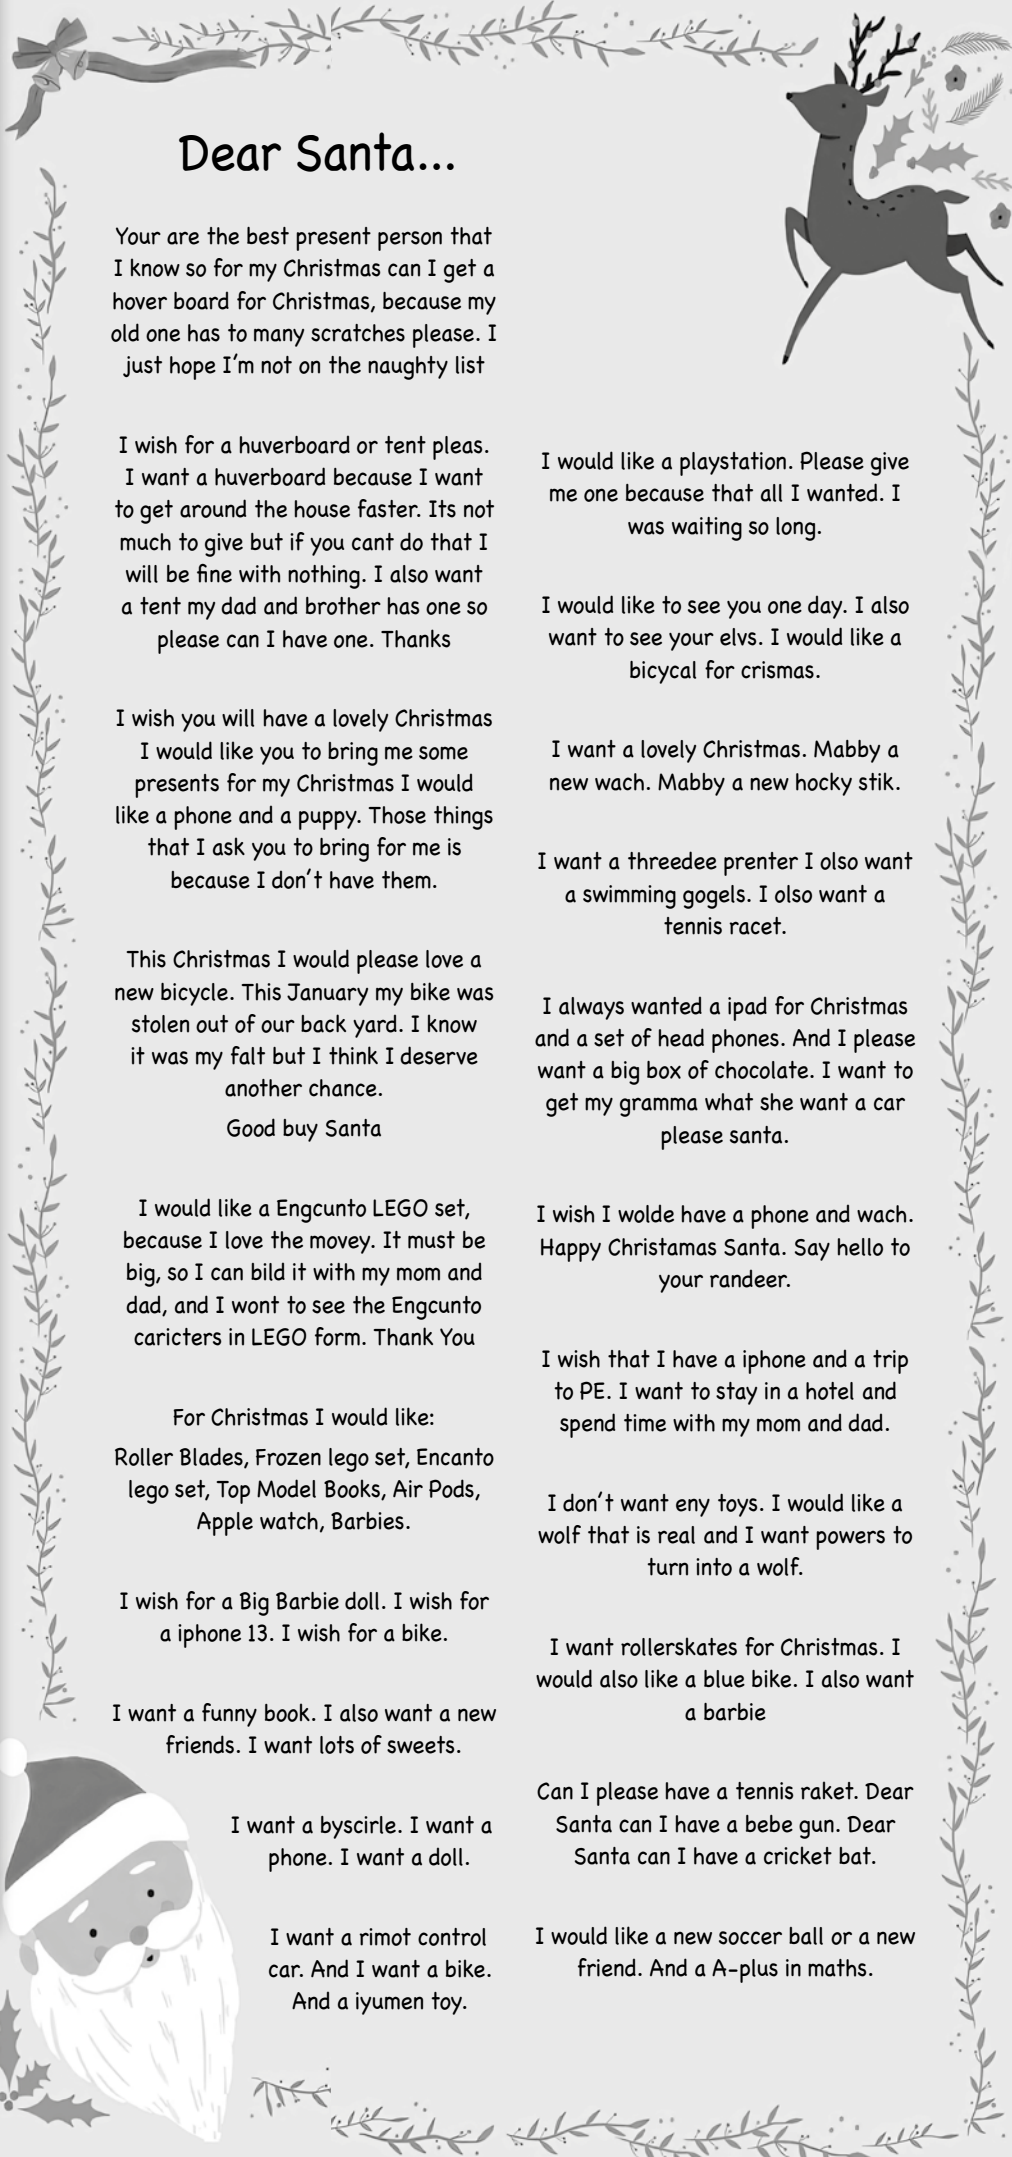 Dear Santa...
Your are the best present person that
I know so for my Christmas can I get a
hover board for Christmas, because my
old one has to many scratches please. I
just hope I'm not on the naughty list
I wish for a huverboard or tent pleas.
I want a huverboard because I want
to get around the house faster. Its not
much to give but if you cant do that I
will be fine with nothing. I also want
a tent my dad and brother has one so
please can I have one. Thanks
I wish you will have a lovely Christmas
I would like you to bring me some
presents for my Christmas I would
like a phone and a puppy. Those things
that I ask you to bring for me is
because I don't have them.
This Christmas I would please love a
new bicycle. This January my bike was
stolen out of our back yard. I know
it was my falt but I think I deserve
another chance.
Good buy Santa
I would like a Engcunto LEGO set,
because I love the movey. It must be
big, so I can bild it with my mom and
dad, and I wont to see the Engcunto
caricters in LEGO form. Thank You
For Christmas I would like:
Roller Blades, Frozen lego set, Encanto
lego set, Top Model Books, Air Pods,
Apple watch, Barbies.
I wish for a Big Barbie doll. I wish for
a iphone 13. I wish for a bike.
I want a funny book. I also want a new
friends. I want lots of sweets.
I want a byscirle. I want a
phone. I want a doll.
I want a rimot control
car. And I want a bike.
And a iyumen toy.
I would like a playstation. Please give
me one because that all I wanted. I
was waiting so long.
I would like to see you one day. I also
want to see your elvs. I would like a
bicycal for crismas.
I want a lovely Christmas. Mabby a
new wach. Mabby a new hocky stik.
I want a threedee prenter I olso want
a swimming gogels. I olso want a
tennis racet.
I always wanted a ipad for Christmas
and a set of head phones. And I please
want a big box of chocolate. I want to
get my gramma what she want a car
please santa.
I wish I wolde have a phone and wach.
Happy Christamas Santa. Say hello to
your randeer.
I wish that I have a iphone and a trip
to PE. I want to stay in a hotel and
spend time with my mom and dad.
I don't want eny toys. I would like a
wolf that is real and I want powers to
turn into a wolf.
I want rollerskates for Christmas. I
would also like a blue bike. I also want
a barbie
Can I please have a tennis raket. Dear
Santa can I have a bebe gun. Dear
Santa can I have a cricket bat.
I would like a new soccer ball or a new
friend. And a A-plus in maths.